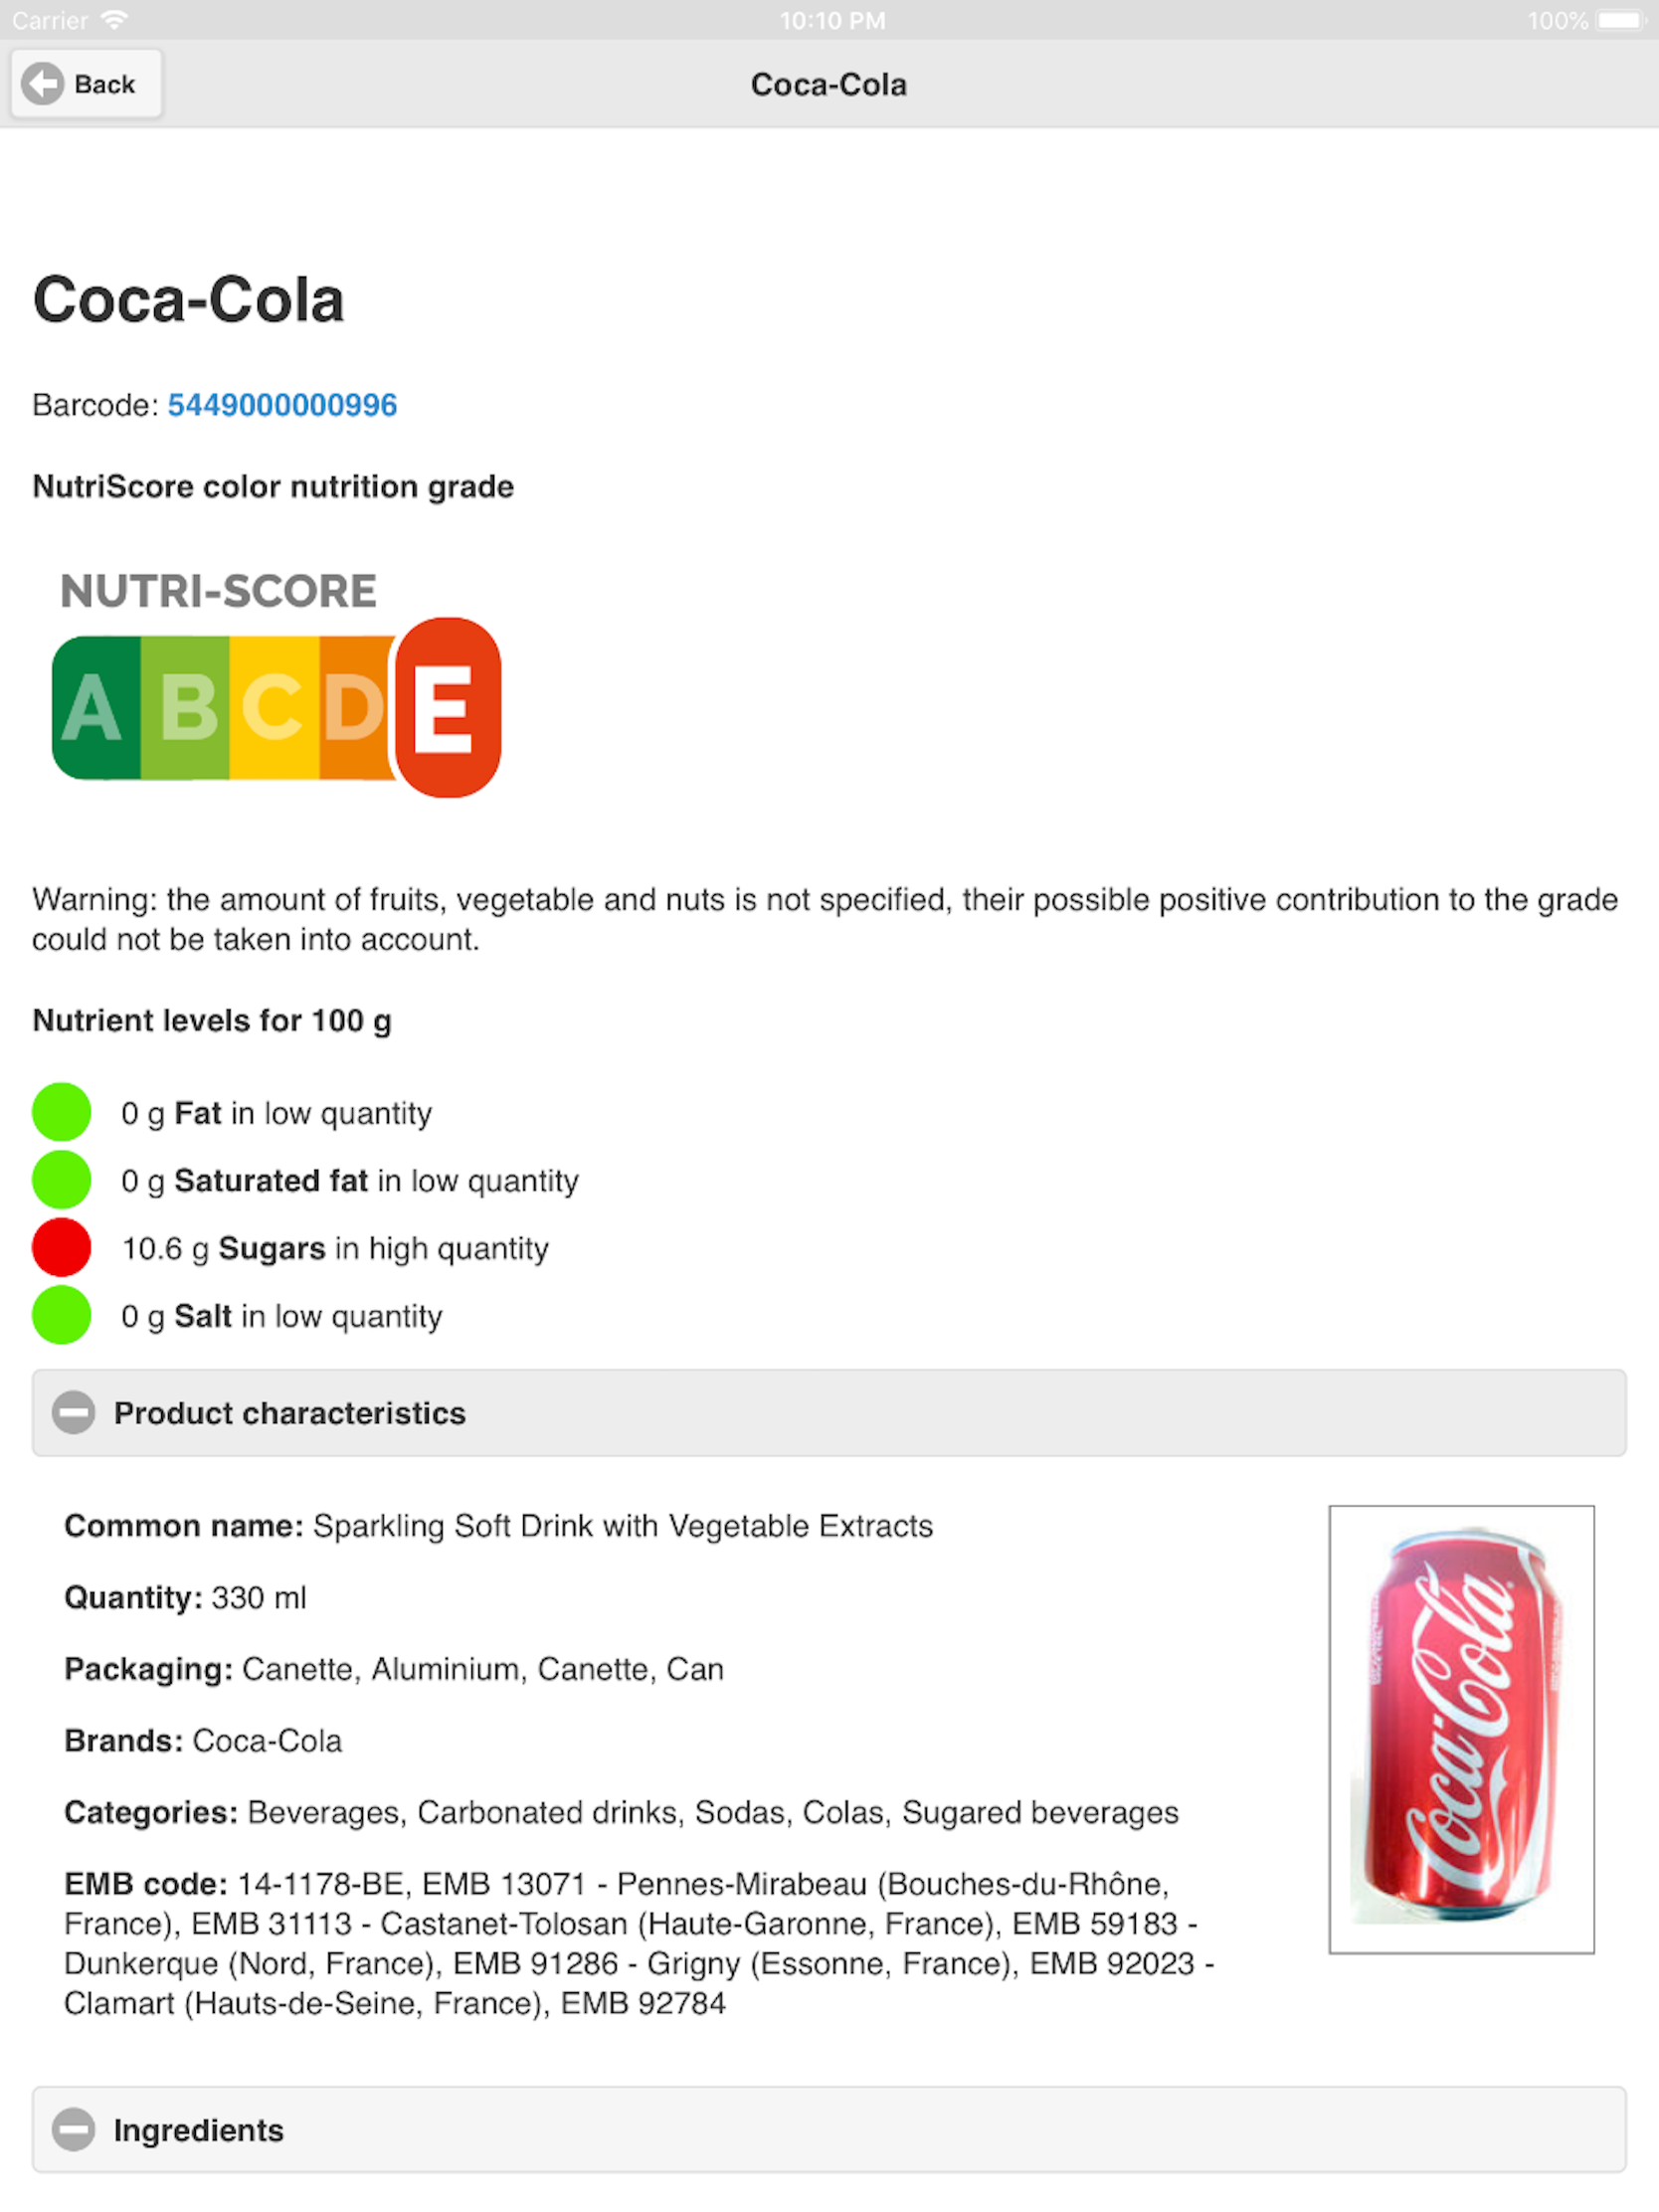 Carrier 10:10 PM 100%
Back Coca-Cola
Coca-Cola
Barcode: 5449000000996
NutriScore color nutrition grade
NUTRI-SCORE
A B C D E
Warning: the amount of fruits, vegetable and nuts is not specified, their possible positive contribution to the grade
could not be taken into account.
Nutrient levels for 100 g
0 g Fat in low quantity
0 g Saturated fat in low quantity
10.6 g Sugars in high quantity
0 g Salt in low quantity
Product characteristics
Common name: Sparkling Soft Drink with Vegetable Extracts
Quantity: 330 ml
Packaging: Canette, Aluminium, Canette, Can
Brands: Coca-Cola
Categories: Beverages, Carbonated drinks, Sodas, Colas, Sugared beverages
EMB code: 14-1178-BE, EMB 13071 - Pennes-Mirabeau (Bouches-du-Rhône,
France), EMB 31113 - Castanet-Tolosan (Haute-Garonne, France), EMB 59183 -
Dunkerque (Nord, France), EMB 91286 - Grigny (Essonne, France), EMB 92023 -
Clamart (Hauts-de-Seine, France), EMB 92784
Coca-Cola
Ingredients